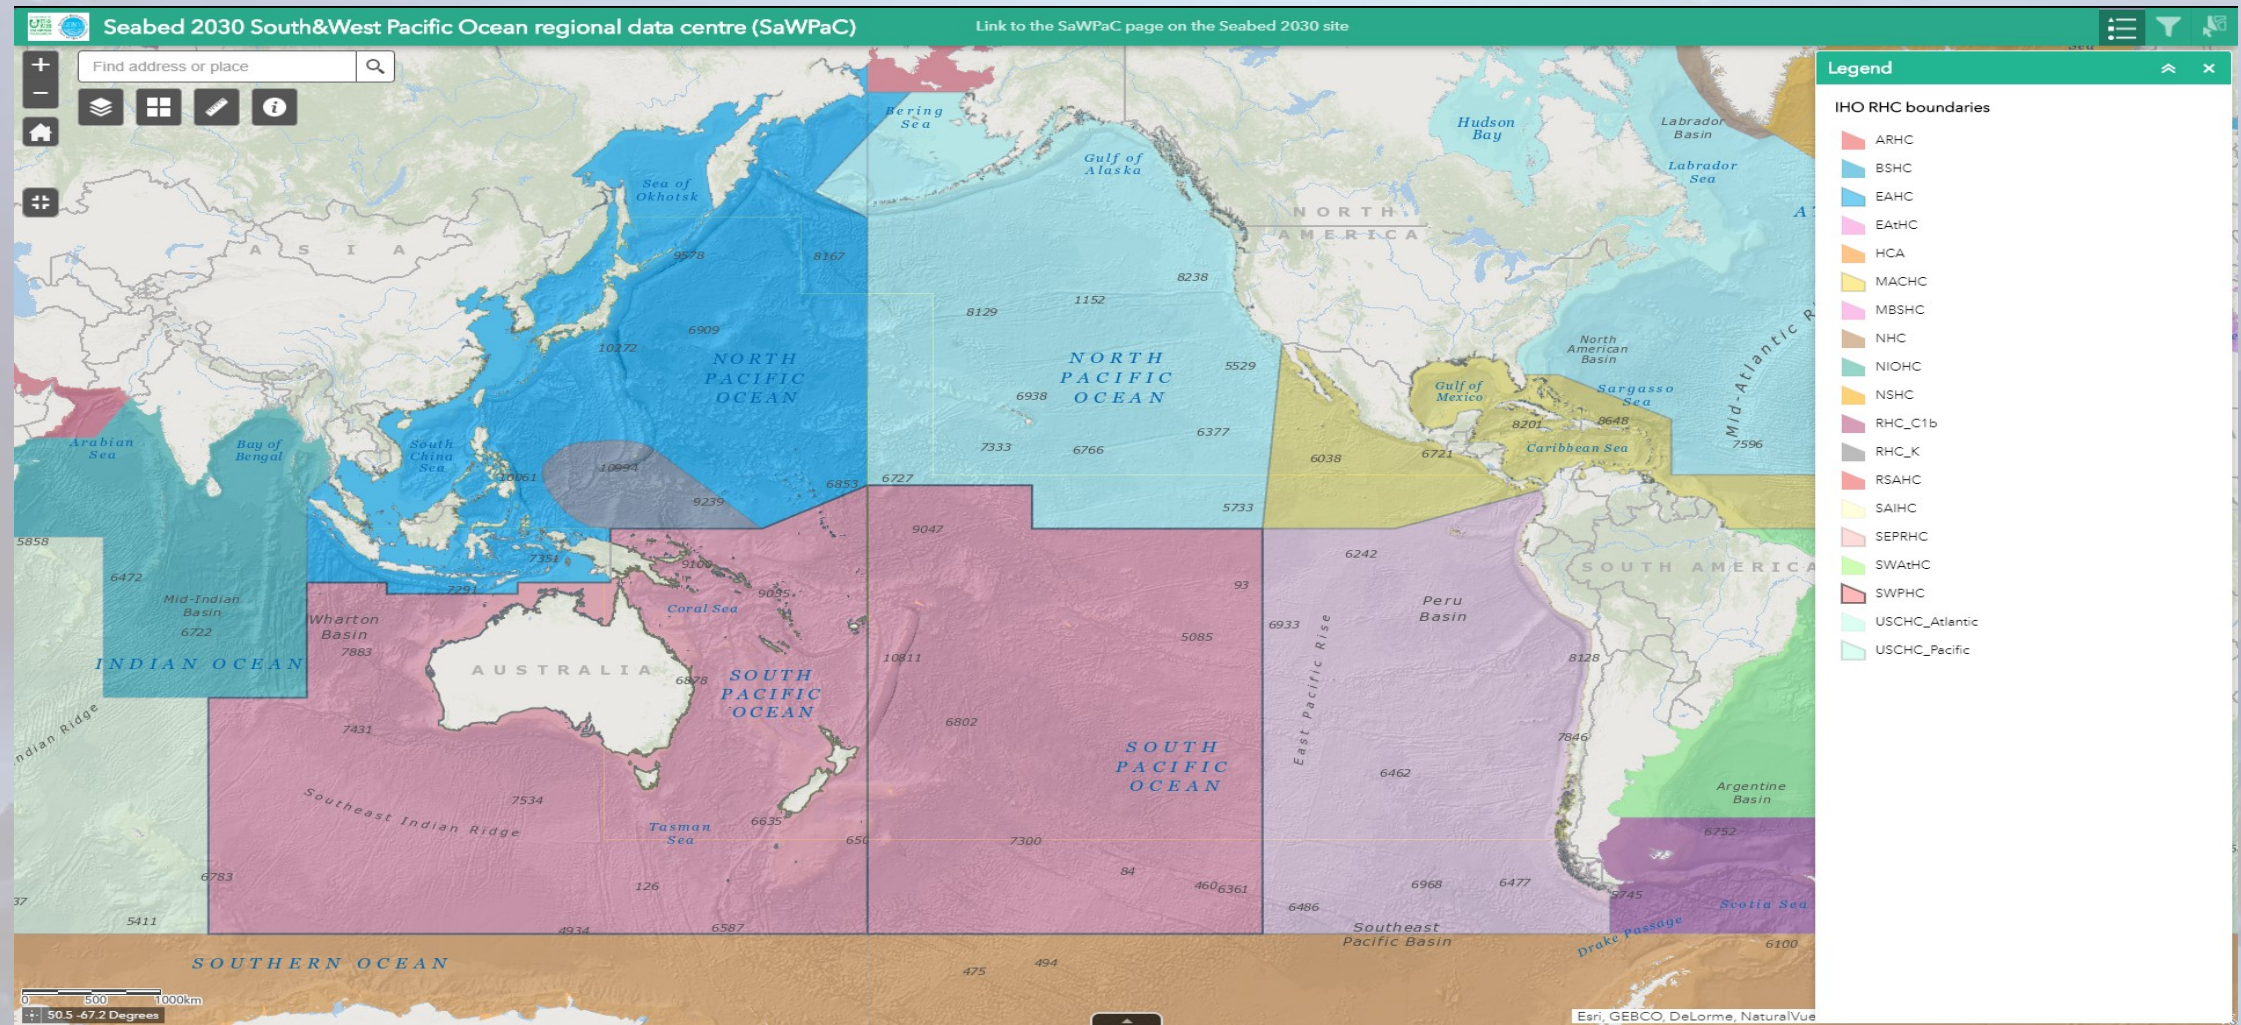 Seabed 2030 South&West Pacific Ocean regional data centre (SaWPaC)
Link to the SaWPaC page on the Seabed 2030 site
Find address or place
Legend
IHO RHC boundaries
ARHC
BSHC
EAHC
EAtHC
HCA
MACHC
MBSHC
NHC
NIOHC
NSHC
RHC_C1b
RHC_K
RSAHC
SAIHC
SEPRHC
SWAtHC
SWPHC
USCHC_Atlantic
USCHC_Pacific
Bering
Sea
Gulf of
Alaska
Hudson
Bay
Labrador
Basin
Labrador
Sea
Sea of
Okhotsk
NORTH
AMERICA
ASIA
9578
8167
8238
1152
8129
6909
10272
NORTH
PACIFIC
OCEAN
NORTH
PACIFIC
OCEAN
5529
6938
North
American
Basin
Gulf of
Mexico
Sargasso
Sea
8201
8648
Caribbean Sea
7596
Arabian
Sea
Bay of
Bengal
South
China
Sea
6377
7333
6766
6038
6721
10994
10061
6853
6727
9239
5733
9047
5858
6472
7351
9100
6242
SOUTH AMERICA
Mid-Indian
Basin
6722
Wharton
Basin
7883
7291
Coral Sea
9095
93
Peru
Basin
6933
5085
INDIAN OCEAN
AUSTRALIA
6878
SOUTH
PACIFIC
OCEAN
10811
East Pacific Rise
8128
Indian Ridge
7431
6802
SOUTH
PACIFIC
OCEAN
7846
6462
Southeast Indian Ridge
7534
Tasman
Sea
6635
650
7300
Argentine
Basin
6752
6783
126
84
460
6361
6968
6477
5745
Scotia Sea
37
5411
4934
6587
6486
Southeast
Pacific Basin
Drake Passage
6100
SOUTHERN OCEAN
475
494
0 500 1000km
50.5 -67.2 Degrees
Esri, GEBCO, DeLorme, NaturalVue